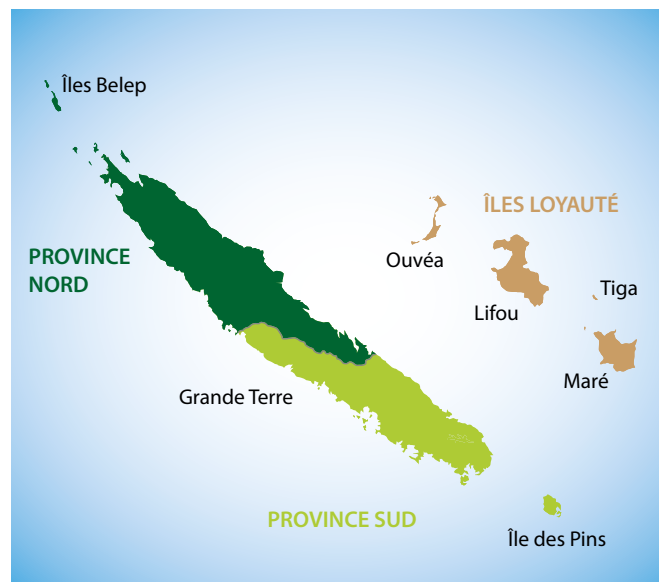 Îles Belep
ÎLES LOYAUTÉ
PROVINCE
NORD
Ouvéa
Tiga
Lifou
Maré
Grande Terre
PROVINCE SUD
Île des Pins